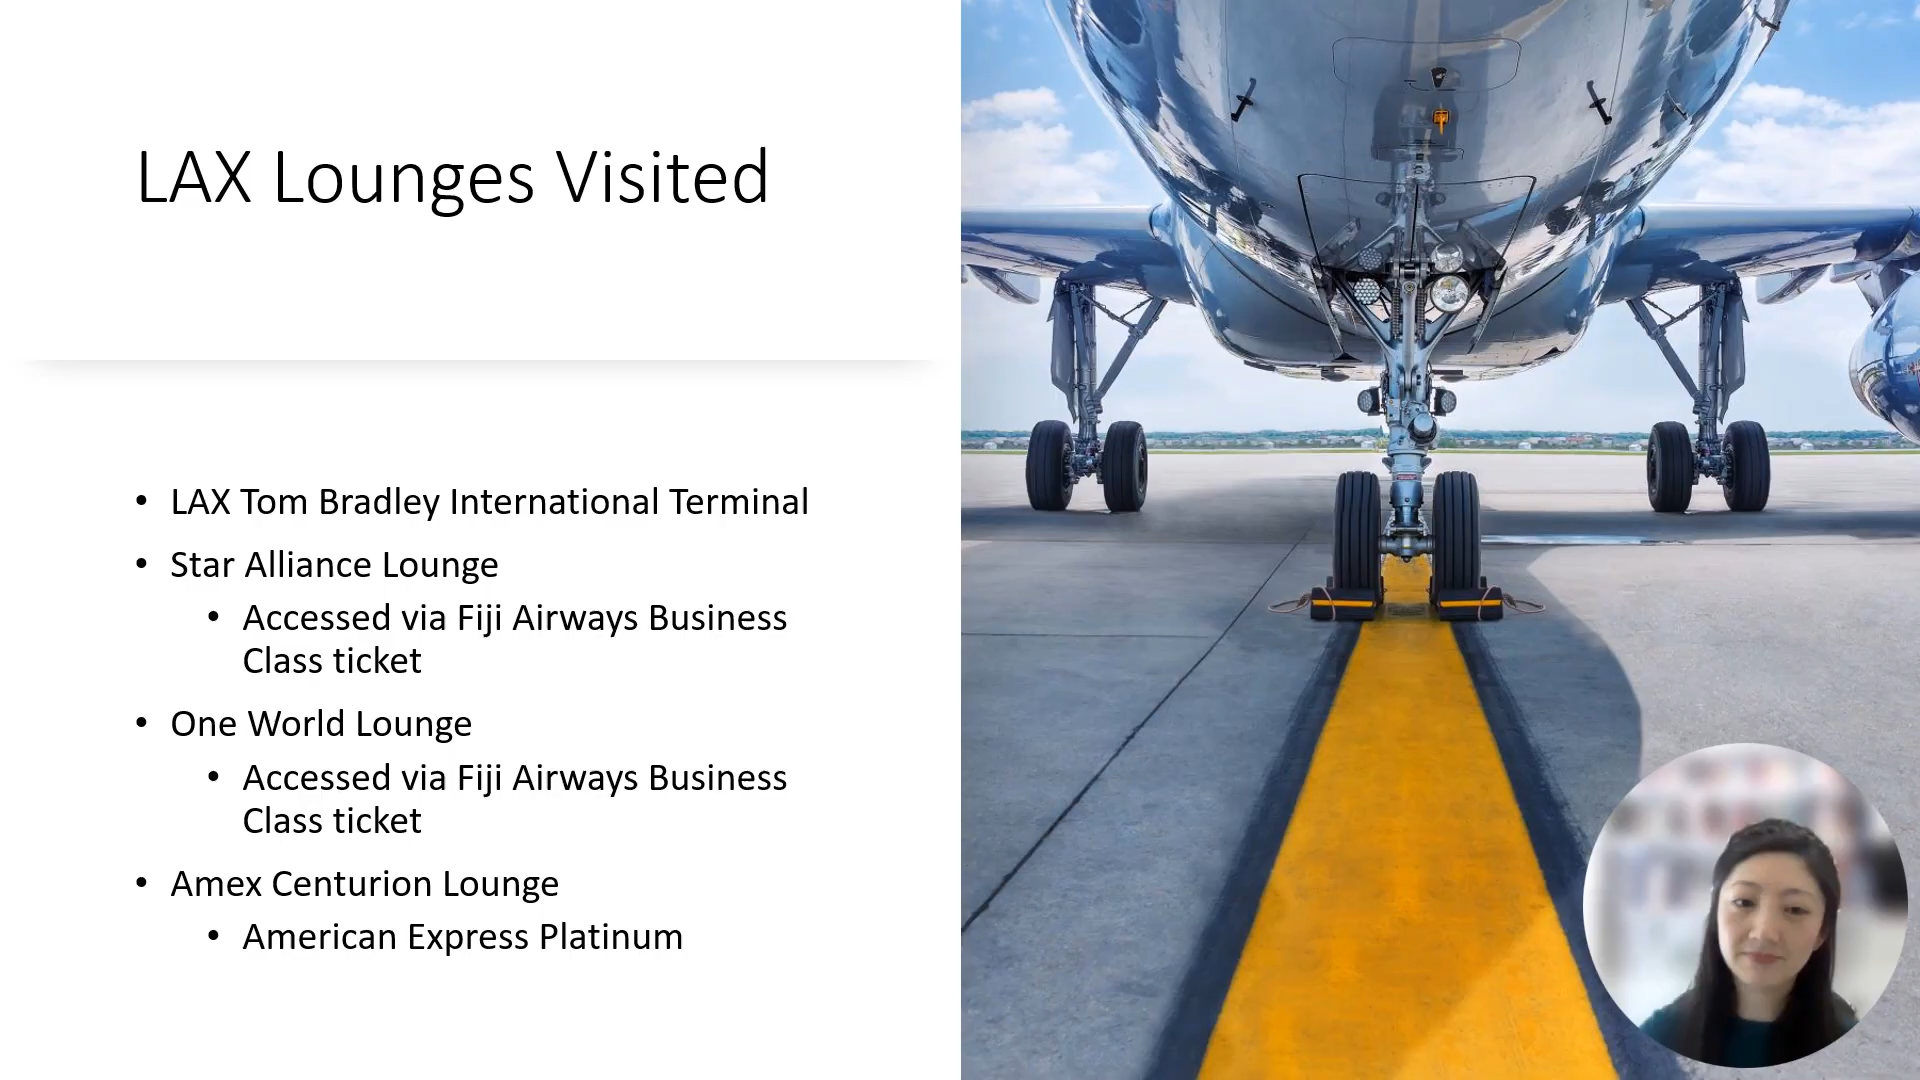 LAX Lounges Visited
• LAX Tom Bradley International Terminal
• Star Alliance Lounge
• Accessed via Fiji Airways Business
Class ticket
• One World Lounge
• Accessed via Fiji Airways Business
Class ticket
• Amex Centurion Lounge
• American Express Platinum